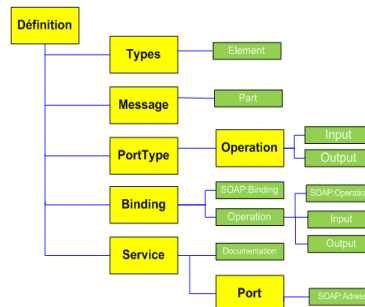 Définition
Types
Element
Message
Part
PortType
Operation
Input
Output
Binding
SOAP:Binding
Operation
SOAP:Operation
Input
Output
Service
Documentation
Port
SOAP:Adress